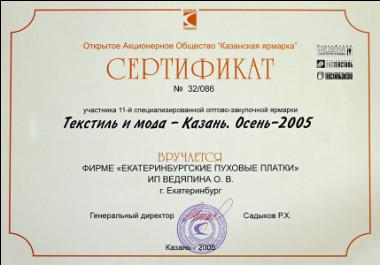 Открытое Акционерное Общество "Казанская ярмарка"
СЕРТИФИКАТ
№ 32/086
участника 11-й специализированной оптово-закупочной ярмарки
Текстиль и мода - Казань. Осень-2005
ВРУЧАЕТСЯ
ФИРМЕ «ЕКАТЕРИНБУРГСКИЕ ПУХОВЫЕ ПЛАТКИ»
ИП ВЕДЯПИНА О. В.
г. Екатеринбург
Генеральный директор Садыков Р.Х.
Казань - 2005